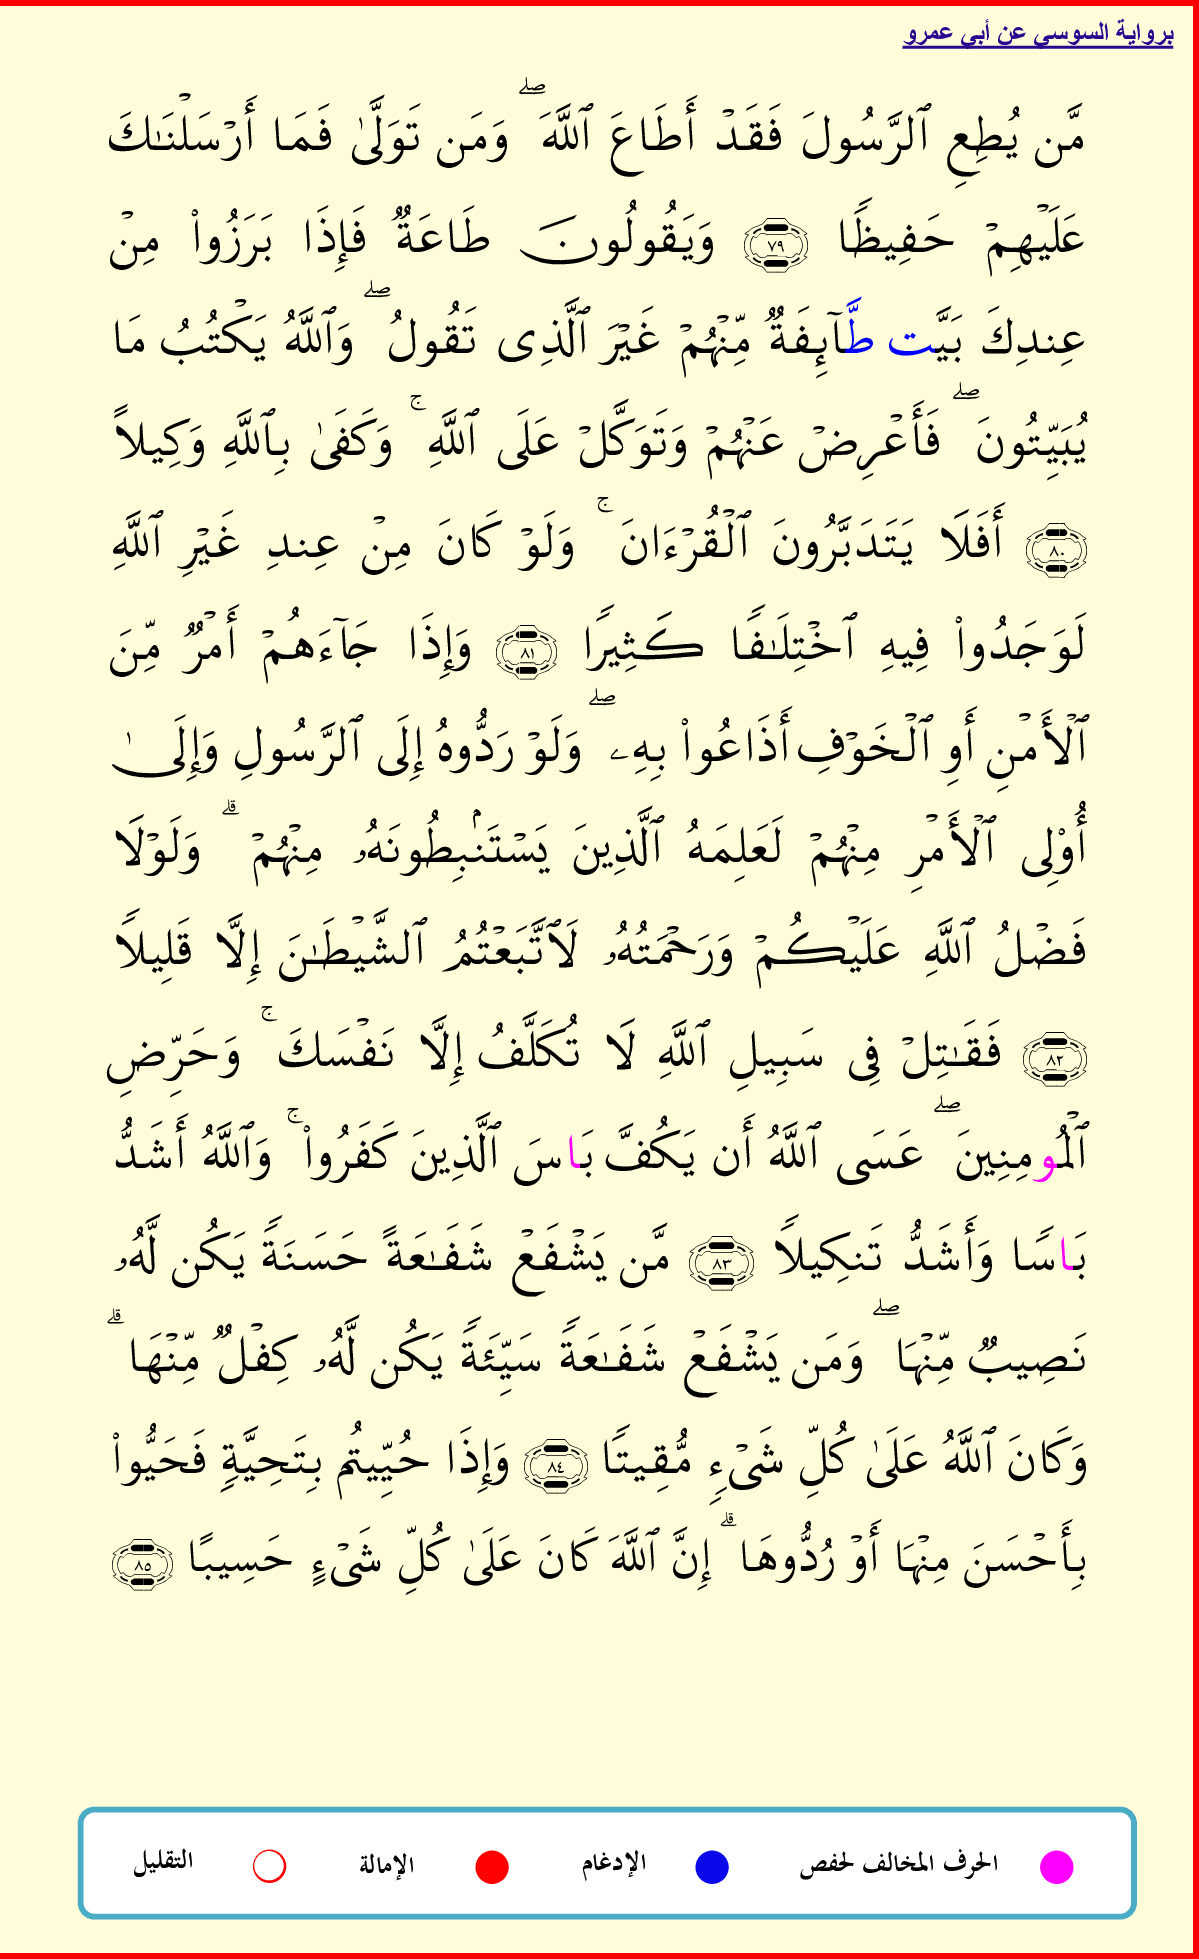 برواية السوسي عن أبي عمرو
مَّن يُطِعِ ٱلرَّسُولَ فَقَدْ أَطَاعَ ٱللَّهَ ۖ وَمَن تَوَلَّىٰ فَمَا أَرْسَلْنَـٰكَ
عَلَيْهِمْ حَفِيظًا ٧٩ وَيَقُولُونَ طَاعَةٌ فَإِذَا بَرَزُوا۟ مِنْ
عِندِكَ بَيَّت طَّآئِفَةٌ مِّنْهُمْ غَيْرَ ٱلَّذِى تَقُولُ ۖ وَٱللَّهُ يَكْتُبُ مَا
يُبَيِّتُونَ ۖ فَأَعْرِضْ عَنْهُمْ وَتَوَكَّلْ عَلَى ٱللَّهِ ۚ وَكَفَىٰ بِٱللَّهِ وَكِيلاً
٨٠ أَفَلَا يَتَدَبَّرُونَ ٱلْقُرْءَانَ ۚ وَلَوْ كَانَ مِنْ عِندِ غَيْرِ ٱللَّهِ
لَوَجَدُوا۟ فِيهِ ٱخْتِلَـٰفًا كَثِيرًا ٨١ وَإِذَا جَآءَهُمْ أَمْرٌ مِّنَ
ٱلْأَمْنِ أَوِ ٱلْخَوْفِ أَذَاعُوا۟ بِهِۦ ۖ وَلَوْ رَدُّوهُ إِلَى ٱلرَّسُولِ وَإِلَىٰ
أُو۟لِى ٱلْأَمْرِ مِنْهُمْ لَعَلِمَهُ ٱلَّذِينَ يَسْتَنۢبِطُونَهُۥ مِنْهُمْ ۗ وَلَوْلَا
فَضْلُ ٱللَّهِ عَلَيْكُمْ وَرَحْمَتُهُۥ لَٱتَّبَعْتُمُ ٱلشَّيْطَـٰنَ إِلَّا قَلِيلاً
٨٢ فَقَـٰتِلْ فِى سَبِيلِ ٱللَّهِ لَا تُكَلَّفُ إِلَّا نَفْسَكَ ۚ وَحَرِّضِ
ٱلْمُومِنِينَ ۖ عَسَى ٱللَّهُ أَن يَكُفَّ بَاسَ ٱلَّذِينَ كَفَرُوا۟ ۚ وَٱللَّهُ أَشَدُّ
بَاسًا وَأَشَدُّ تَنكِيلاً ٨٣ مَّن يَشْفَعْ شَفَـٰعَةً حَسَنَةً يَكُن لَّهُۥ
نَصِيبٌ مِّنْهَا ۖ وَمَن يَشْفَعْ شَفَـٰعَةً سَيِّئَةً يَكُن لَّهُۥ كِفْلٌ مِّنْهَا ۗ
وَكَانَ ٱللَّهُ عَلَىٰ كُلِّ شَىْءٍ مُّقِيتًا ٨٤ وَإِذَا حُيِّيتُم بِتَحِيَّةٍ فَحَيُّوا۟
بِأَحْسَنَ مِنْهَا أَوْ رُدُّوهَا ۗ إِنَّ ٱللَّهَ كَانَ عَلَىٰ كُلِّ شَىْءٍ حَسِيبًا ٨٥
الحرف المخالف لحفص الإدغام الإمالة التقليل